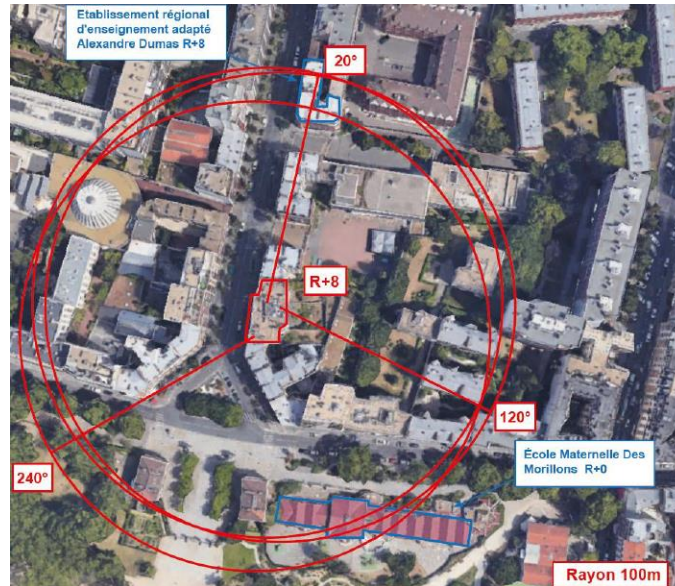 Etablissement régional
d'enseignement adapté
Alexandre Dumas R+8
20°
R+8
120°
240°
École Maternelle Des
Morillons R+0
Rayon 100m